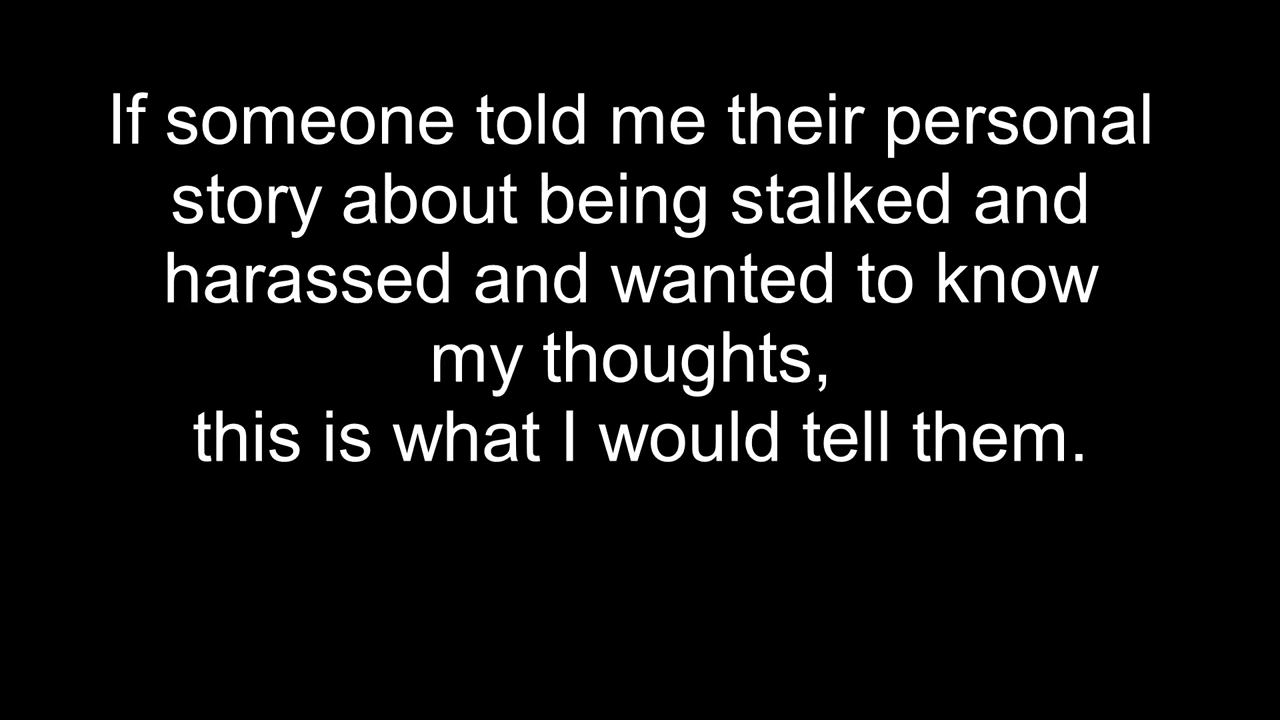 If someone told me their personal
story about being stalked and
harassed and wanted to know
my thoughts,
this is what I would tell them.